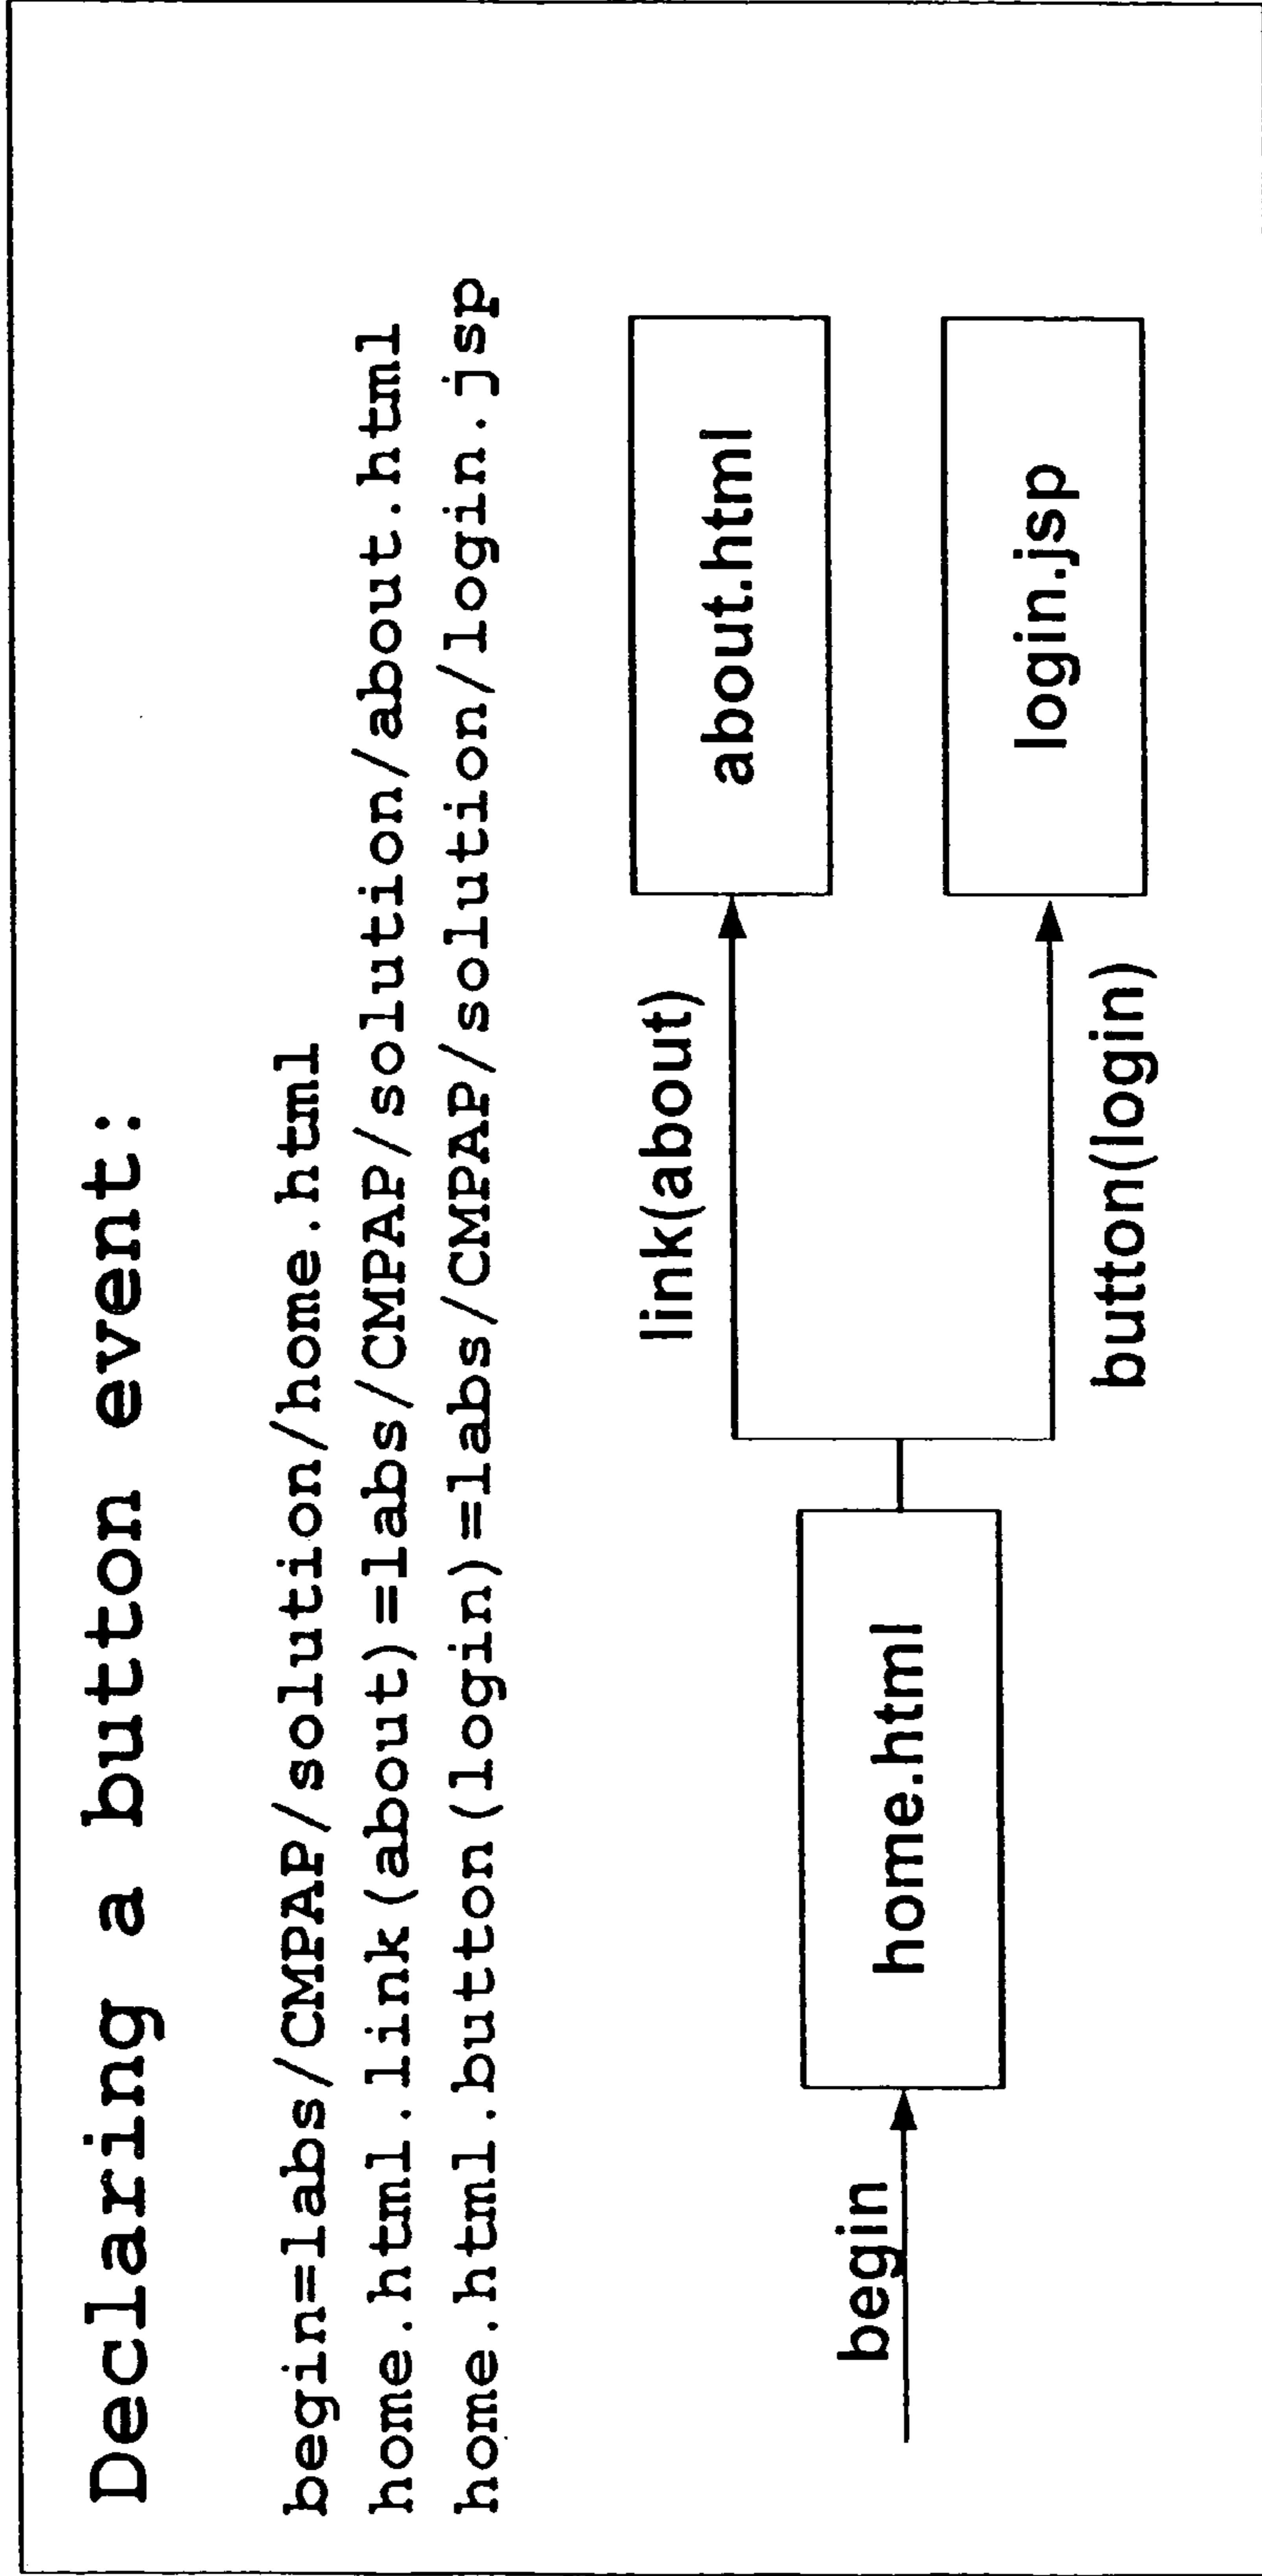 Declaring a button event:
begin=labs/CMPAP/solution/home.html
home.html.link(about)=labs/CMPAP/solution/about.html
home.html.button(login)=labs/CMPAP/solution/login.jsp
begin
home.html
link(about)
about.html
button(login)
login.jsp